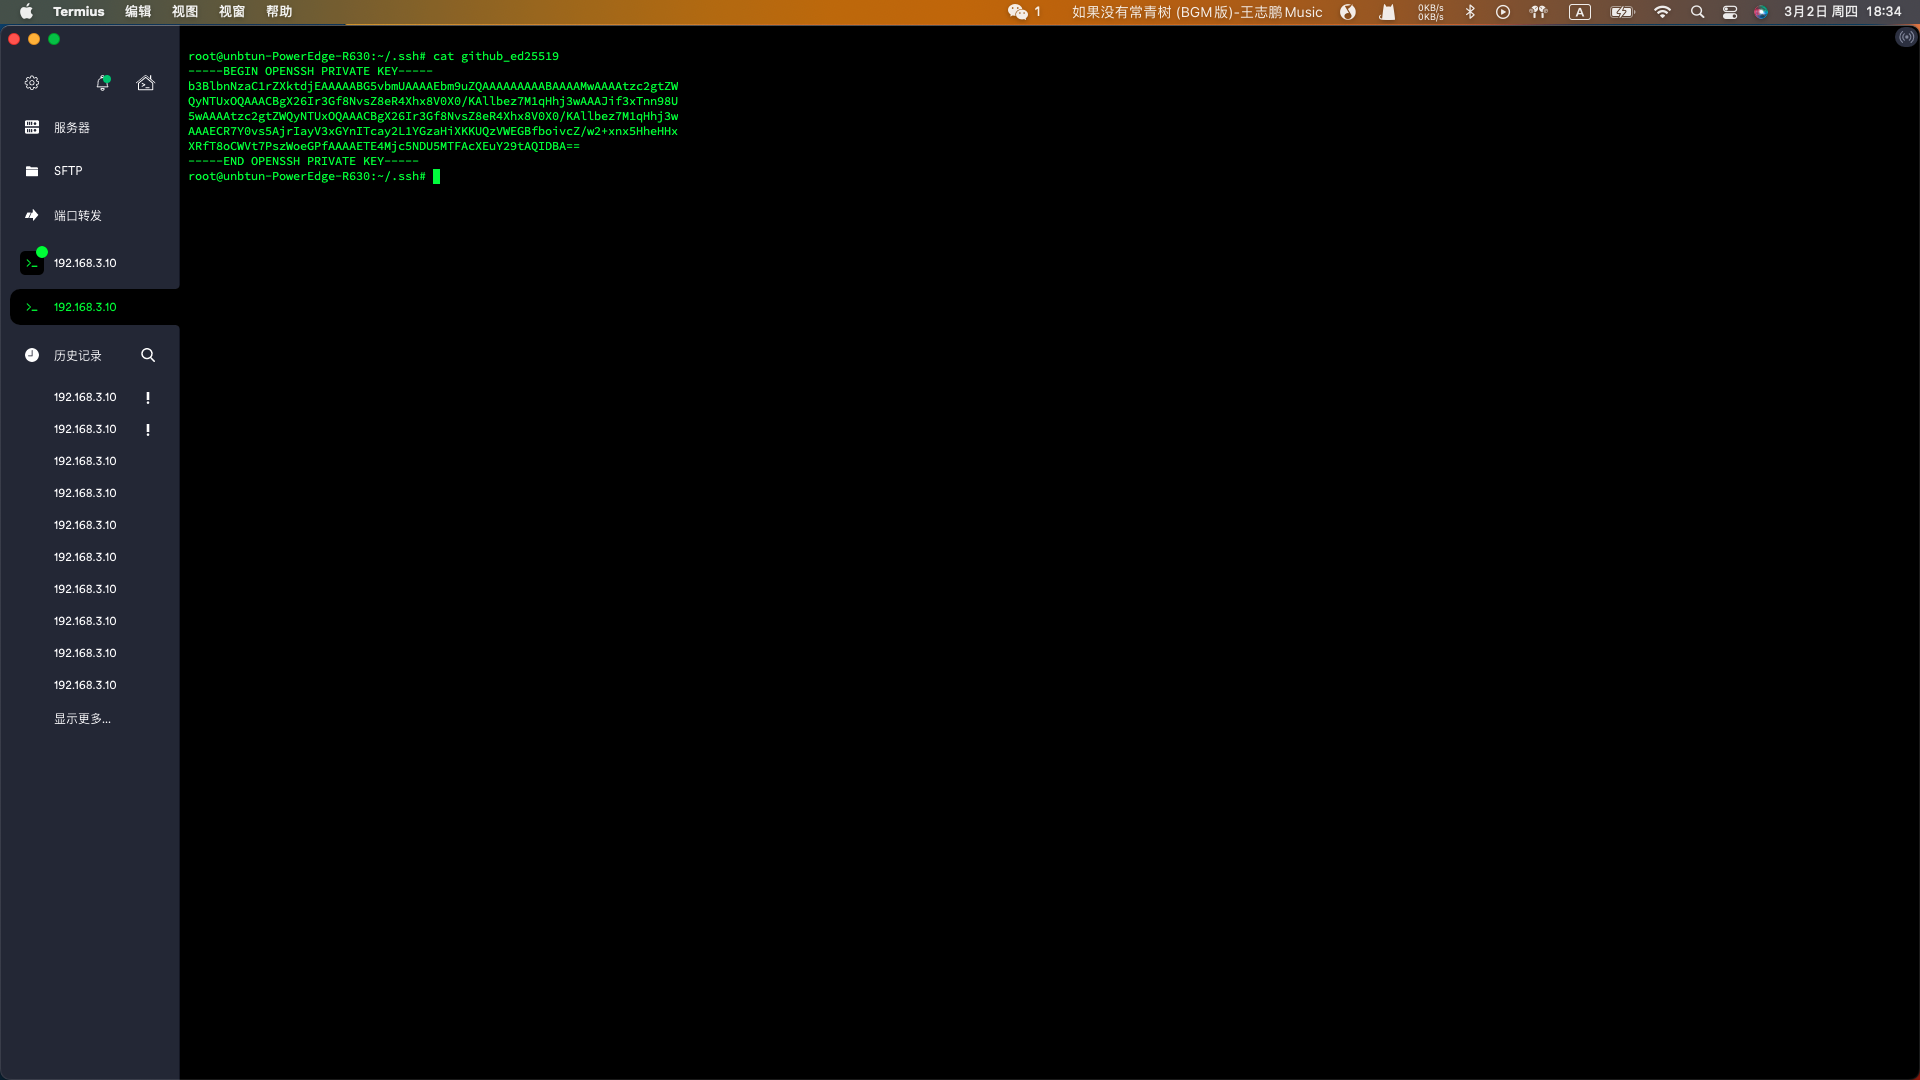 Termius 编辑 视图 视窗 帮助
1 如果没有常青树 (BGM版)-王志鹏Music 0KB/s 0KB/s A 3月2日 周四 18:34
服务器
SFTP
端口转发
192.168.3.10
192.168.3.10
历史记录
192.168.3.10 !
192.168.3.10 !
192.168.3.10
192.168.3.10
192.168.3.10
192.168.3.10
192.168.3.10
192.168.3.10
192.168.3.10
192.168.3.10
显示更多...
root@unbtun-PowerEdge-R630:~/.ssh# cat github_ed25519
-----BEGIN OPENSSH PRIVATE KEY-----
b3BlbnNzaC1rZXktdjEAAAAABG5vbmUAAAAEbm9uZQAAAAAAAAABAAAAMwAAAAtzc2gtZW
QyNTUxOQAAACBgX26Ir3Gf8NvsZ8eR4Xhx8V0X0/KAllbez7M1qHhj3wAAAJif3xTnn98U
5wAAAAtzc2gtZWQyNTUxOQAAACBgX26Ir3Gf8NvsZ8eR4Xhx8V0X0/KAllbez7M1qHhj3w
AAAECR7Y0vs5AjrIayV3xGYnITcay2L1YGzaHiXKKUQzVWEGBfboivcZ/w2+xnx5HheHHx
XRfT8oCWVt7PszWoeGPfAAAAETE4Mjc5NDU5MTFAcXEuY29tAQIDBA==
-----END OPENSSH PRIVATE KEY-----
root@unbtun-PowerEdge-R630:~/.ssh#